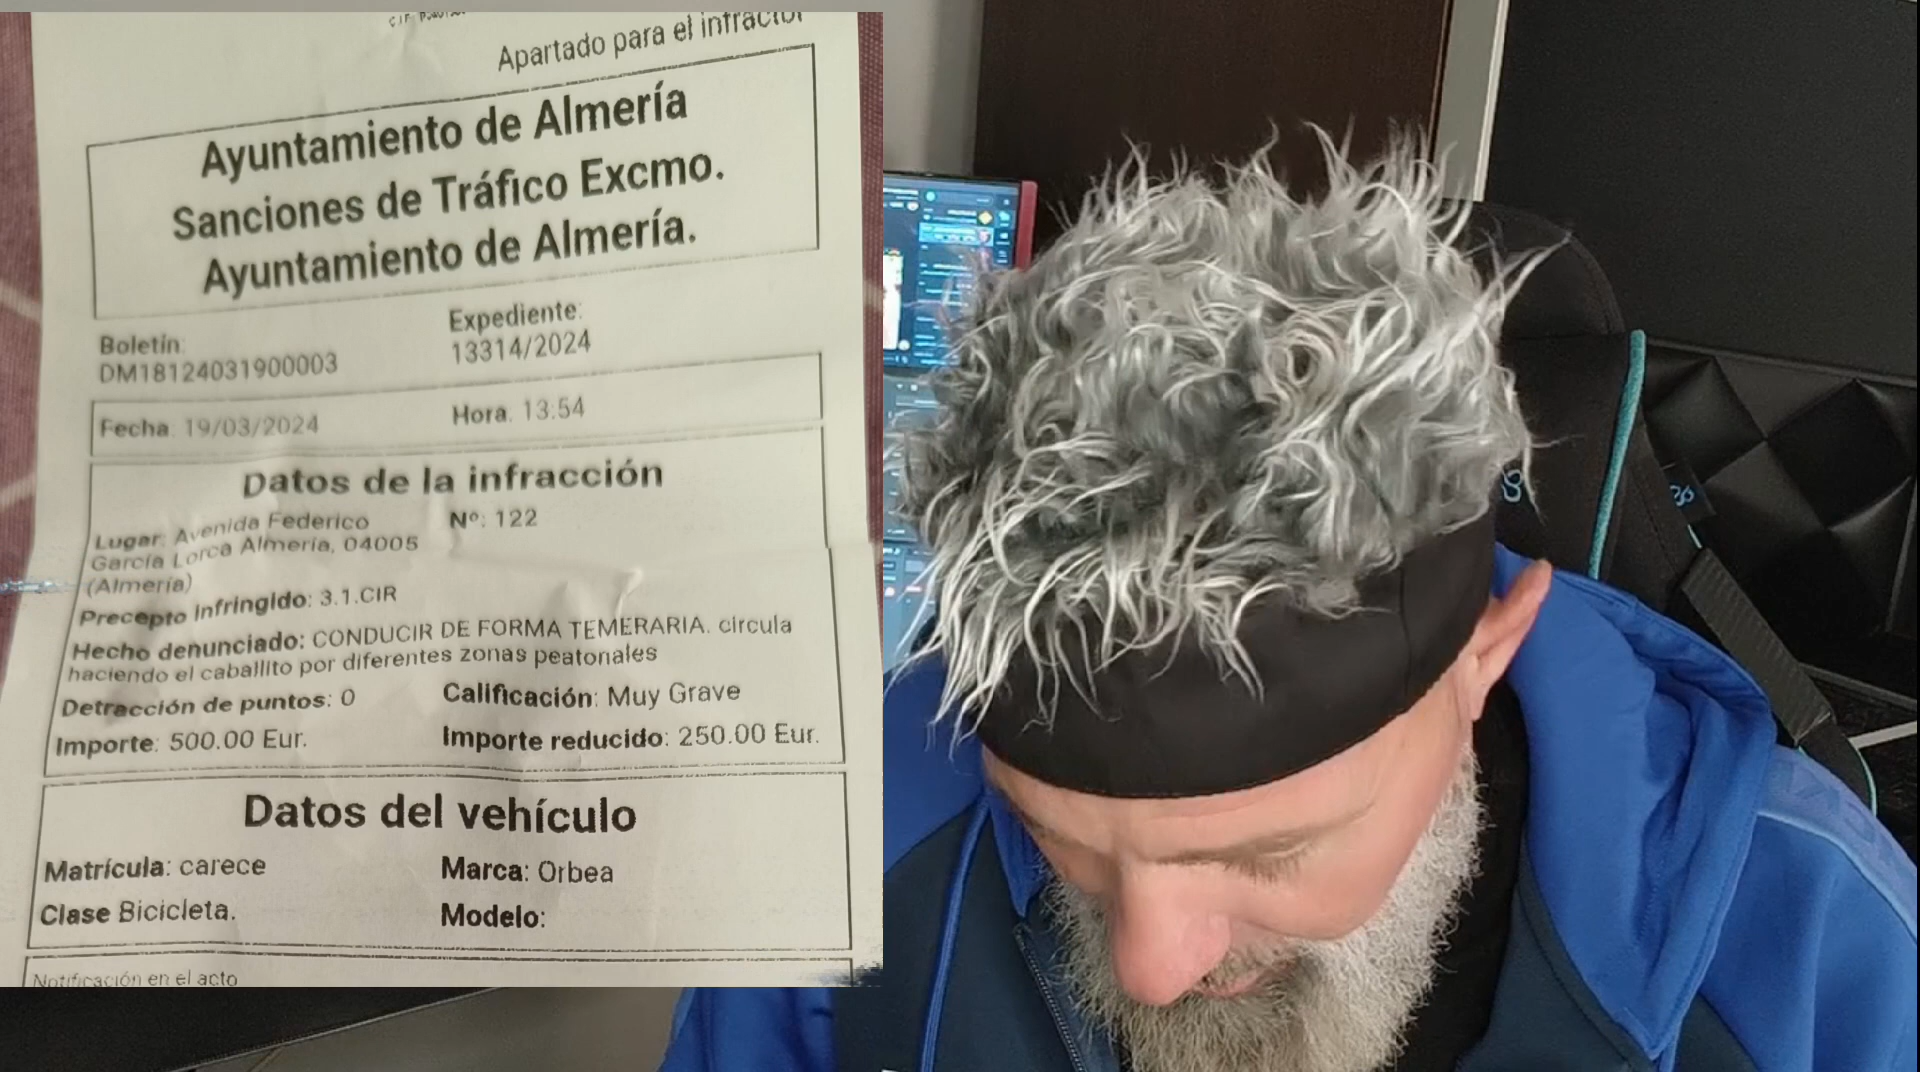 Apartado para el infractor
Ayuntamiento de Almería
Sanciones de Tráfico Excmo.
Ayuntamiento de Almería.
Boletín:
DM18124031900003
Expediente:
13314/2024
Fecha: 19/03/2024
Hora: 13:54
Datos de la infracción
Lugar: Avenida Federico
García Lorca Almería, 04005
(Almería)
Nº: 122
Precepto infringido: 3.1.CIR
Hecho denunciado: CONDUCIR DE FORMA TEMERARIA. circula
haciendo el caballito por diferentes zonas peatonales
Detracción de puntos: 0
Calificación: Muy Grave
Importe: 500.00 Eur.
Importe reducido: 250.00 Eur.
Datos del vehículo
Matrícula: carece
Marca: Orbea
Clase Bicicleta.
Modelo:
Notificación en el acto